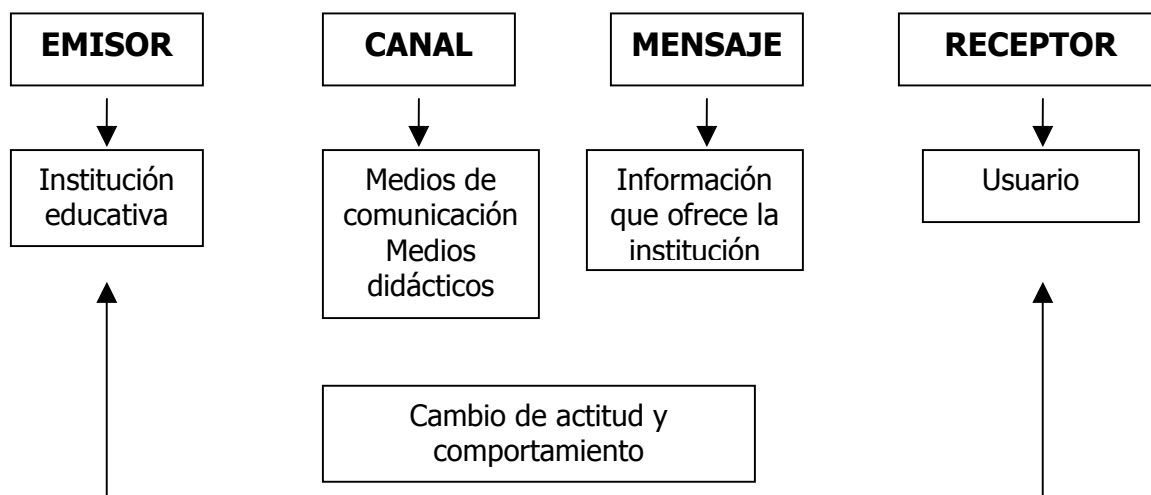 EMISOR
CANAL
MENSAJE
RECEPTOR
Institución
educativa
Medios de
comunicación
Medios
didácticos
Información
que ofrece la
institución
Usuario
Cambio de actitud y
comportamiento